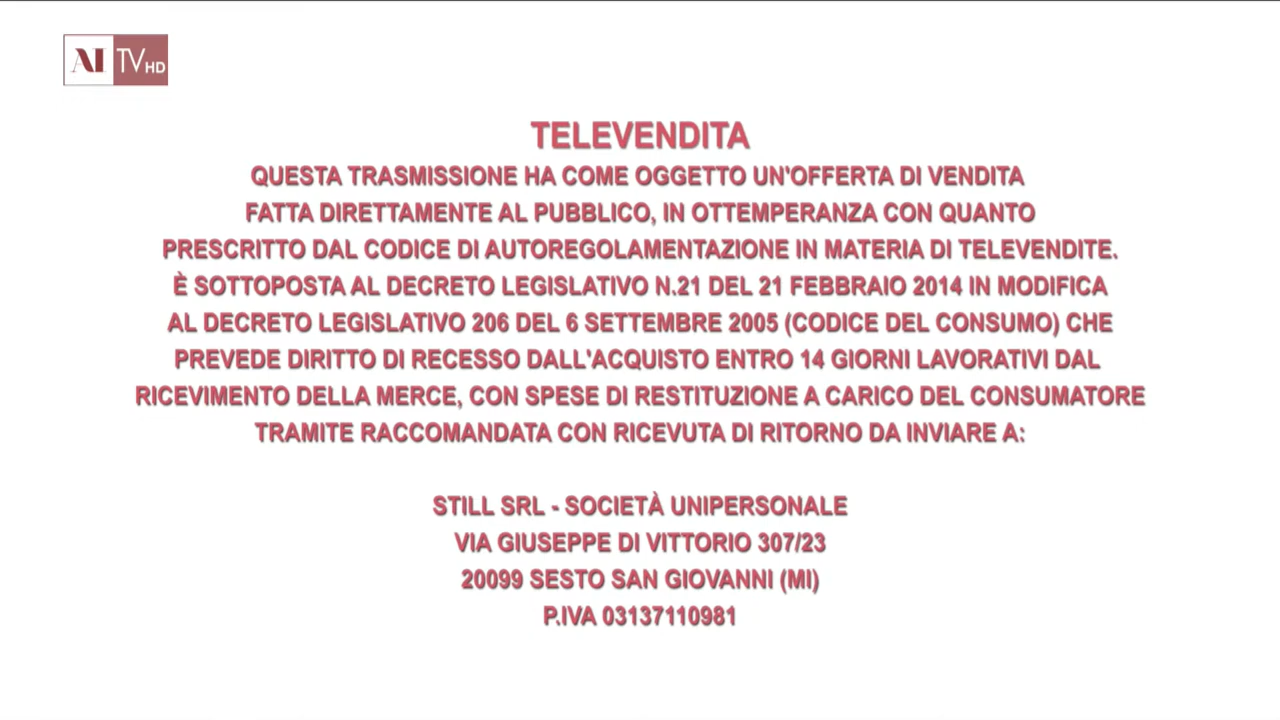 AI TV HD
TELEVENDITA
QUESTA TRASMISSIONE HA COME OGGETTO UN'OFFERTA DI VENDITA
FATTA DIRETTAMENTE AL PUBBLICO, IN OTTEMPERANZA CON QUANTO
PRESCRITTO DAL CODICE DI AUTOREGOLAMENTAZIONE IN MATERIA DI TELEVENDITE.
È SOTTOPOSTA AL DECRETO LEGISLATIVO N.21 DEL 21 FEBBRAIO 2014 IN MODIFICA
AL DECRETO LEGISLATIVO 206 DEL 6 SETTEMBRE 2005 (CODICE DEL CONSUMO) CHE
PREVEDE DIRITTO DI RECESSO DALL'ACQUISTO ENTRO 14 GIORNI LAVORATIVI DAL
RICEVIMENTO DELLA MERCE, CON SPESE DI RESTITUZIONE A CARICO DEL CONSUMATORE
TRAMITE RACCOMANDATA CON RICEVUTA DI RITORNO DA INVIARE A:
STILL SRL - SOCIETÀ UNIPERSONALE
VIA GIUSEPPE DI VITTORIO 307/23
20099 SESTO SAN GIOVANNI (MI)
P.IVA 03137110981